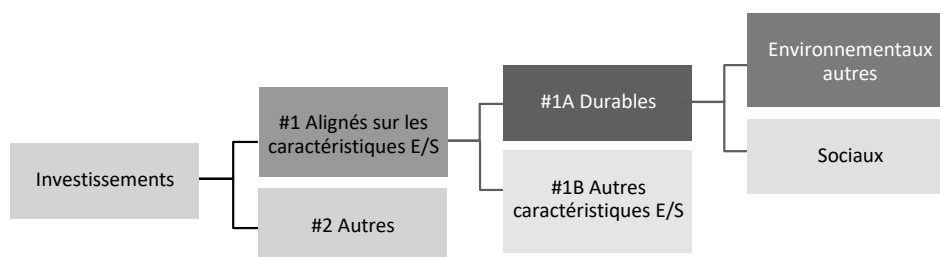 Investissements
#1 Alignés sur les
caractéristiques E/S
#2 Autres
#1A Durables
#1B Autres
caractéristiques E/S
Environnementaux
autres
Sociaux